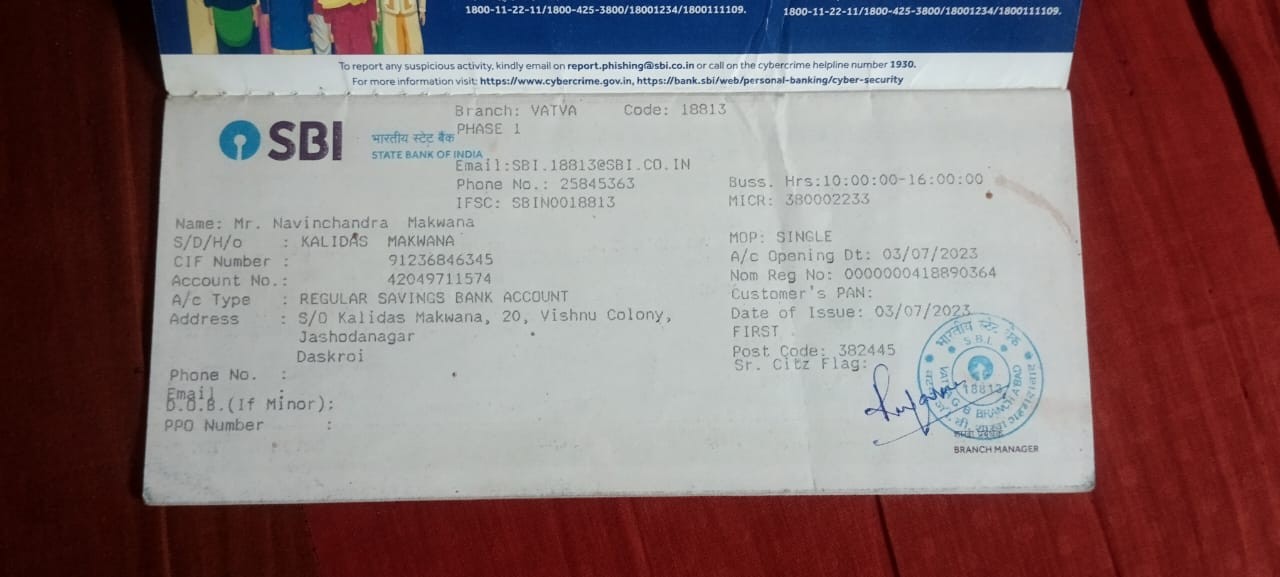 1800-11-22-11/1800-425-3800/18001234/1800111109.
1800-11-22-11/1800-425-3800/18001234/1800111109.
To report any suspicious activity, kindly email on report.phishing@sbi.co.in or call on the cybercrime helpline number 1930.
For more information visit: https://www.cybercrime.gov.in, https://bank.sbi/web/personal-banking/cyber-security
Branch: VATVA Code: 18813
PHASE 1
SBI
भारतीय स्टेट बैंक
STATE BANK OF INDIA
Email:SBI.18813@SBI.CO.IN
Phone No.: 25845363
Buss. Hrs:10:00:00-16:00:00
IFSC: SBIN0018813
MICR: 380002233
Name: Mr. Navinchandra Makwana
S/D/H/o : KALIDAS MAKWANA
MOP: SINGLE
CIF Number : 91236846345
A/c Opening Dt: 03/07/2023
Account No.: 42049711574
Nom Reg No: 0000000418890364
A/c Type : REGULAR SAVINGS BANK ACCOUNT
Customer's PAN:
Address : S/O Kalidas Makwana, 20, Vishnu Colony,
Date of Issue: 03/07/2023
Jashodanagar
FIRST
Daskroi
Post Code: 382445
Sr. Citz Flag:
Phone No. :
Email :
D.O.B.(If Minor):
PPO Number :
भारतीय स्टेट बैंक
S.B.I.
18813
BRANCH A'BAD
BRANCH MANAGER